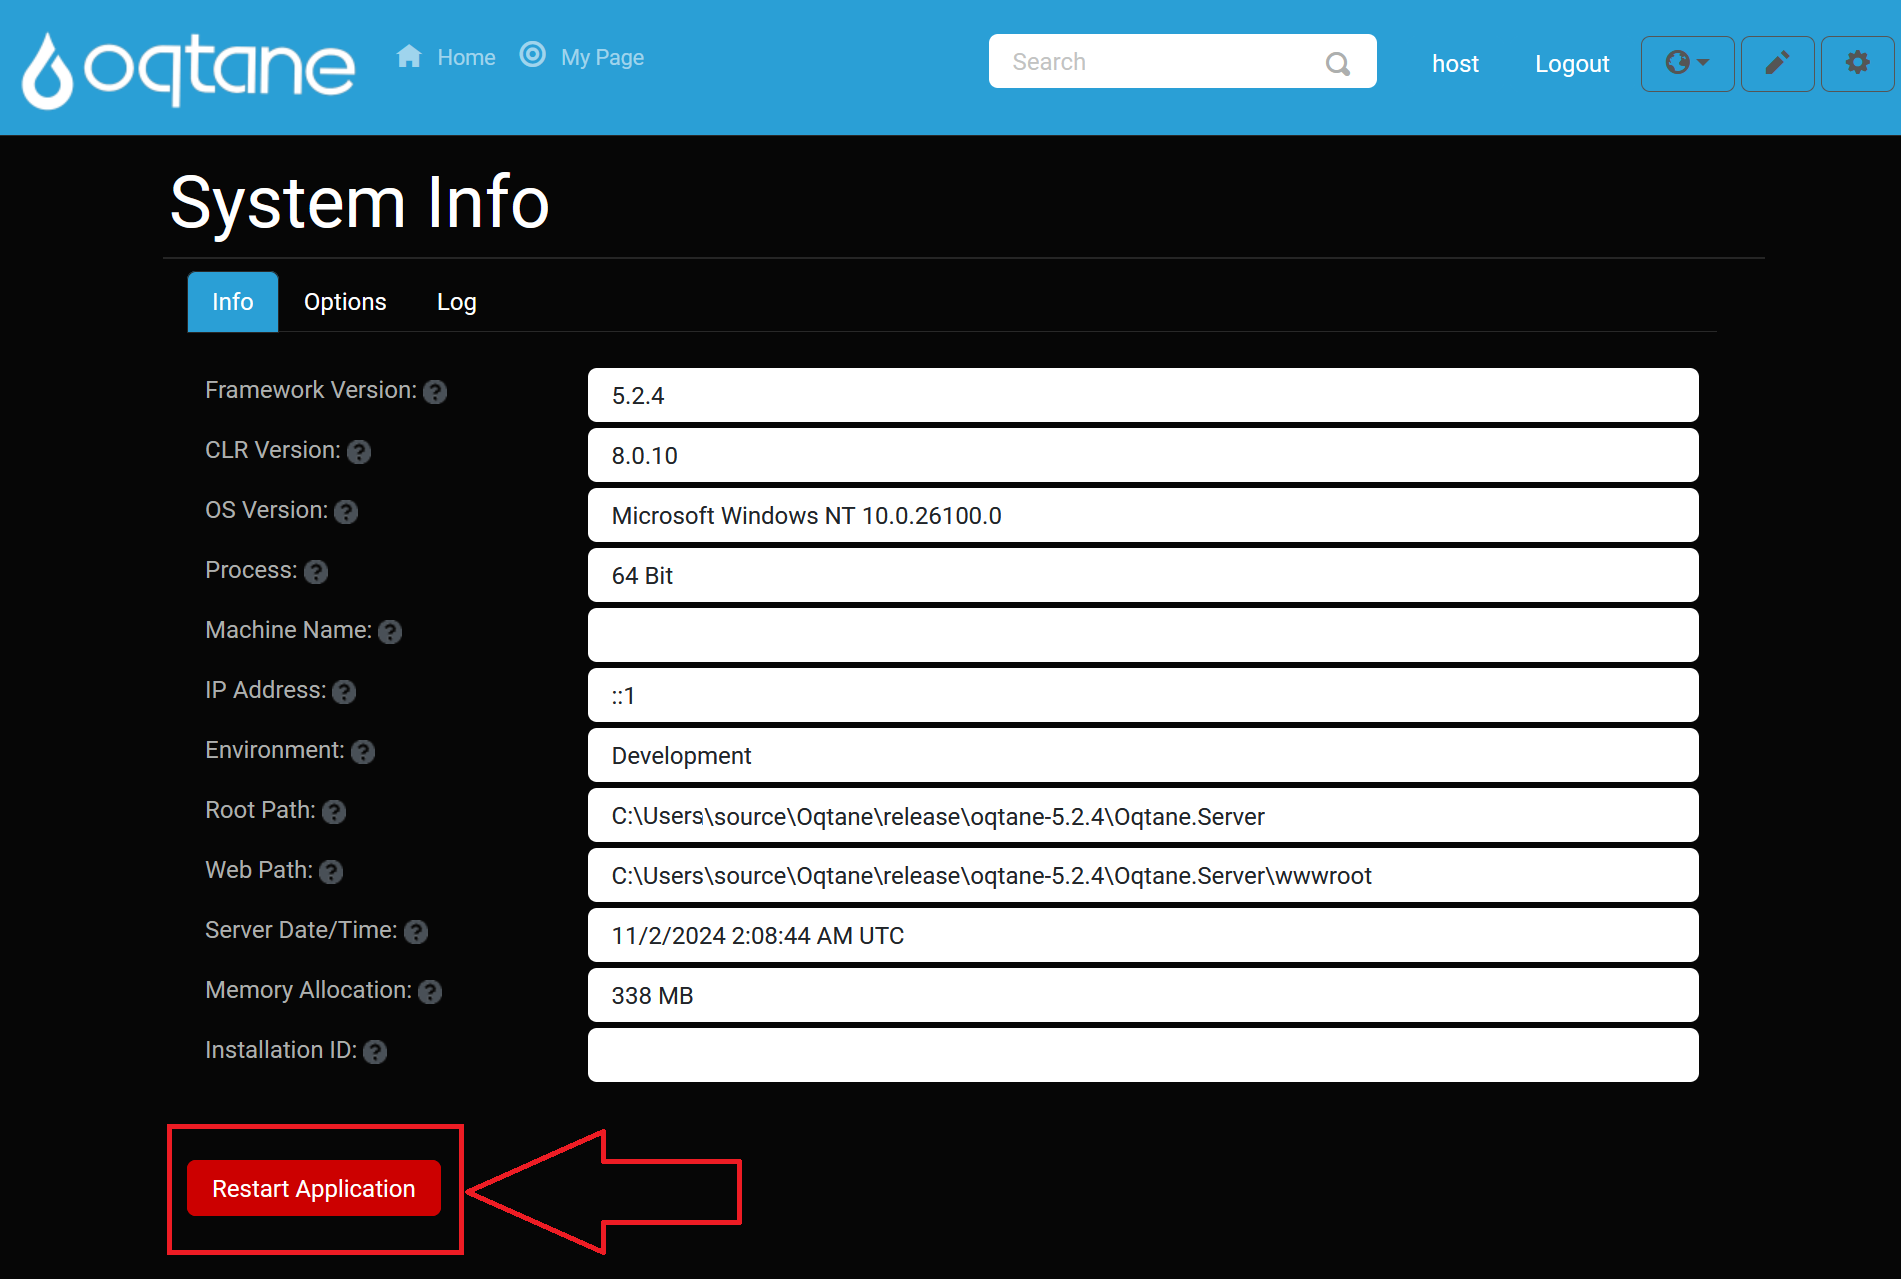 oqtane Home My Page Search host Logout
System Info
Info Options Log
Framework Version: ? 5.2.4
CLR Version: ? 8.0.10
OS Version: ? Microsoft Windows NT 10.0.26100.0
Process: ? 64 Bit
Machine Name: ?
IP Address: ? ::1
Environment: ? Development
Root Path: ? C:\Users\source\Oqtane\release\oqtane-5.2.4\Oqtane.Server
Web Path: ? C:\Users\source\Oqtane\release\oqtane-5.2.4\Oqtane.Server\wwwroot
Server Date/Time: ? 11/2/2024 2:08:44 AM UTC
Memory Allocation: ? 338 MB
Installation ID: ?
Restart Application